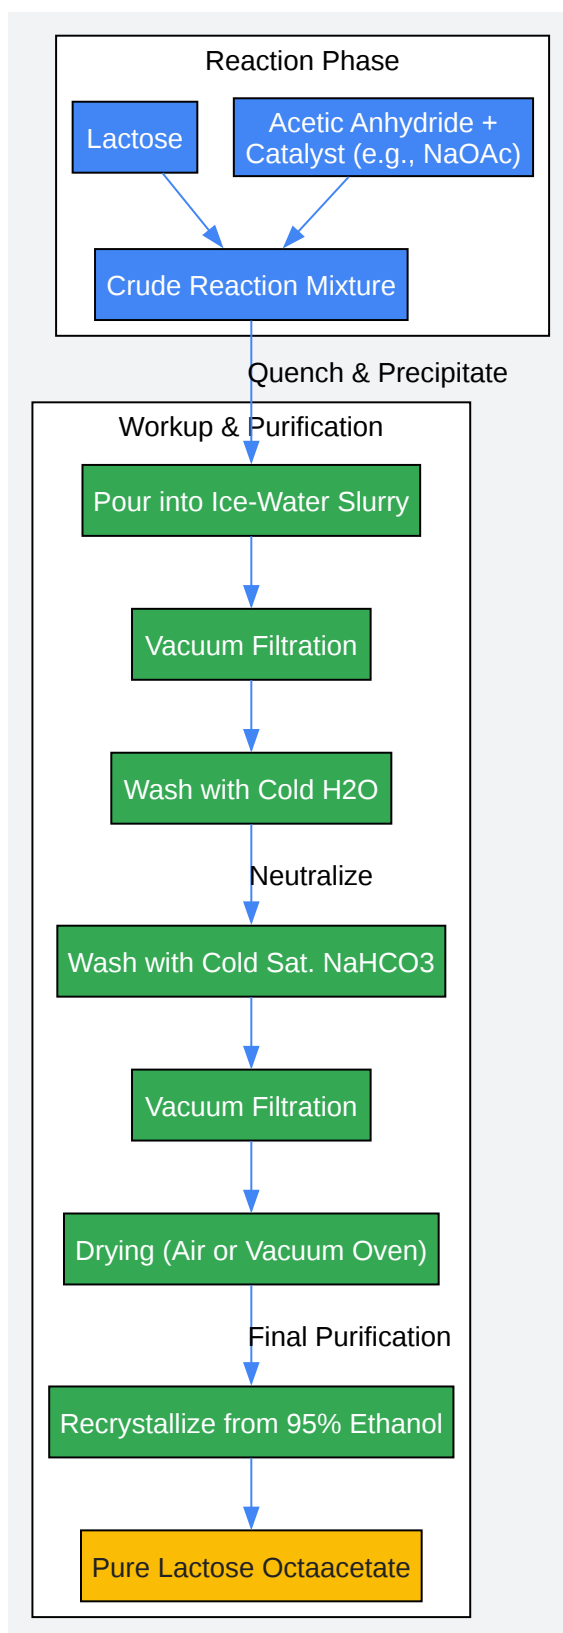 Reaction Phase
Lactose
Acetic Anhydride +
Catalyst (e.g., NaOAc)
Crude Reaction Mixture
Quench & Precipitate
Workup & Purification
Pour into Ice-Water Slurry
Vacuum Filtration
Wash with Cold H2O
Neutralize
Wash with Cold Sat. NaHCO3
Vacuum Filtration
Drying (Air or Vacuum Oven)
Final Purification
Recrystallize from 95% Ethanol
Pure Lactose Octaacetate